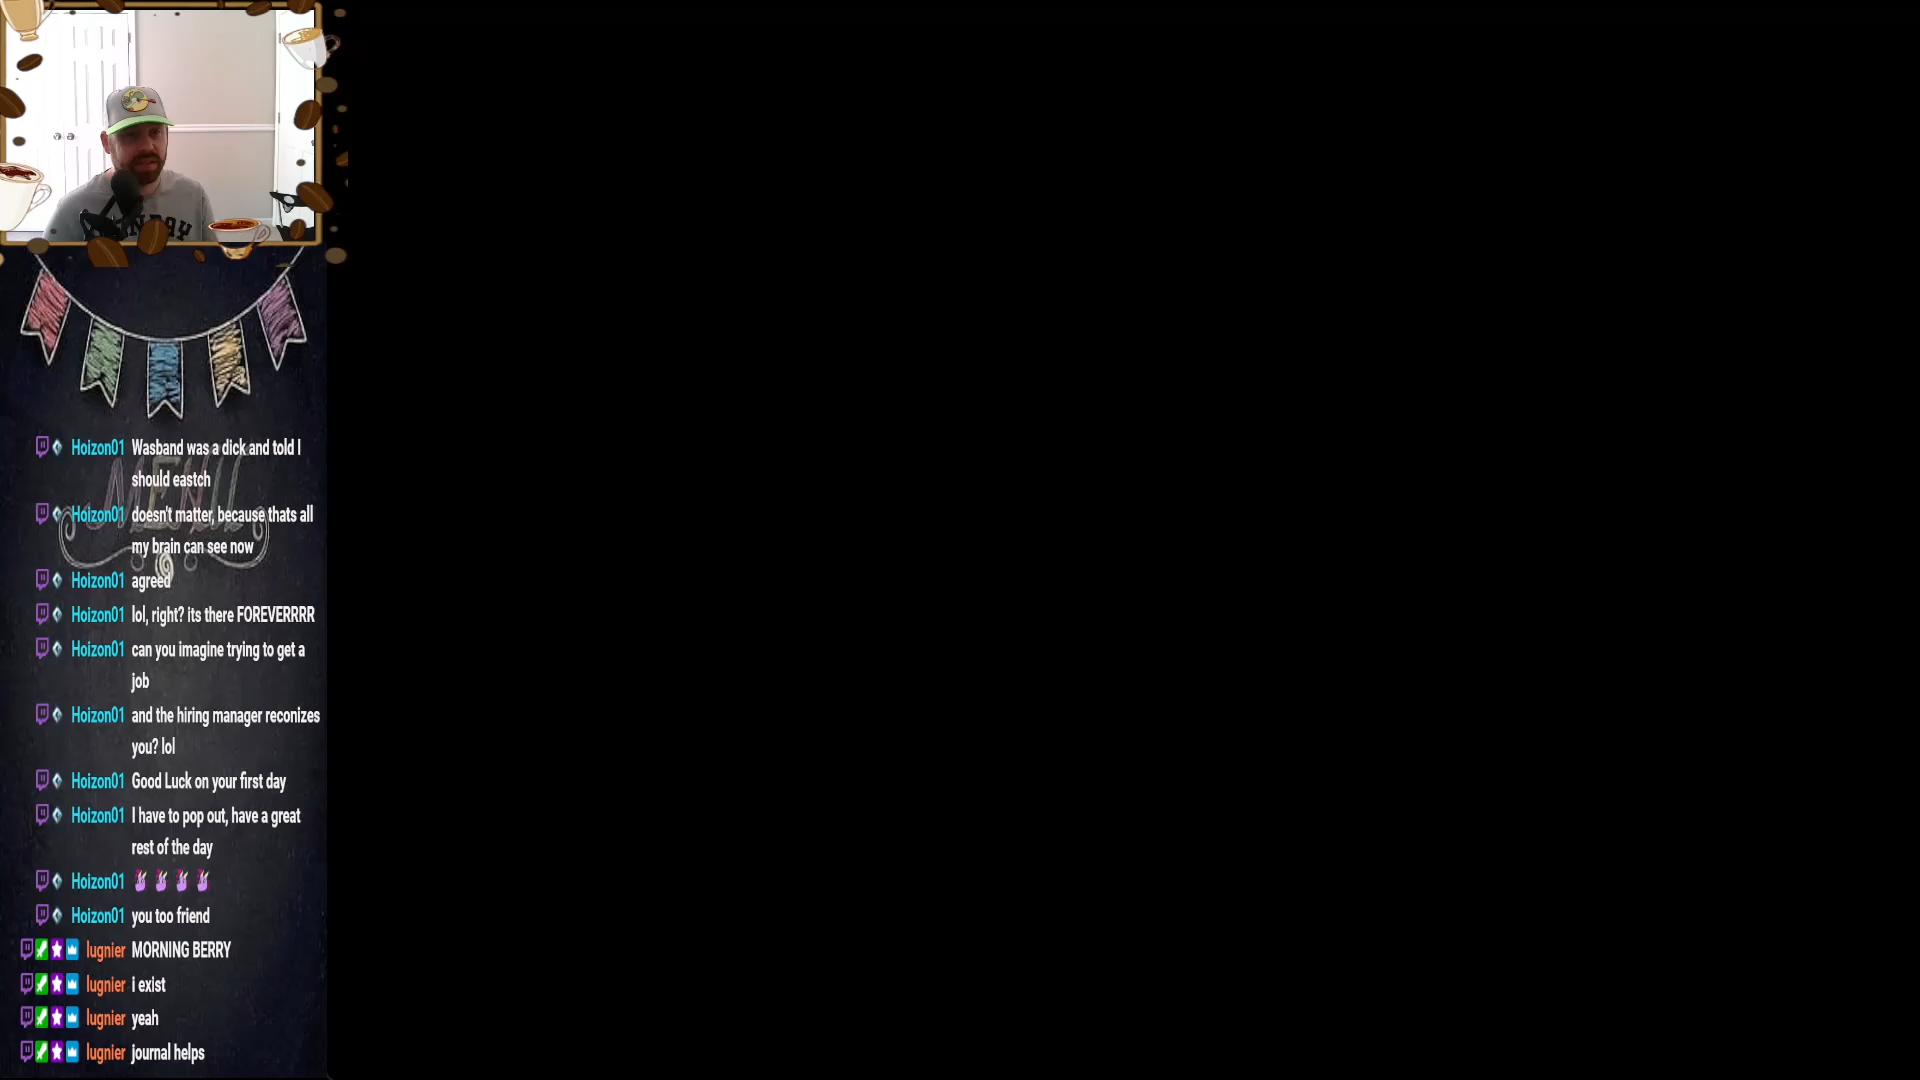 Hoizon01 Wasband was a dick and told I
should eastch
MENU
Hoizon01 doesn't matter, because thats all
my brain can see now
Hoizon01 agreed
Hoizon01 lol, right? its there FOREVERRRR
Hoizon01 can you imagine trying to get a
job
Hoizon01 and the hiring manager reconizes
you? lol
Hoizon01 Good Luck on your first day
Hoizon01 I have to pop out, have a great
rest of the day
Hoizon01
Hoizon01 you too friend
lugnier MORNING BERRY
lugnier i exist
lugnier yeah
lugnier journal helps